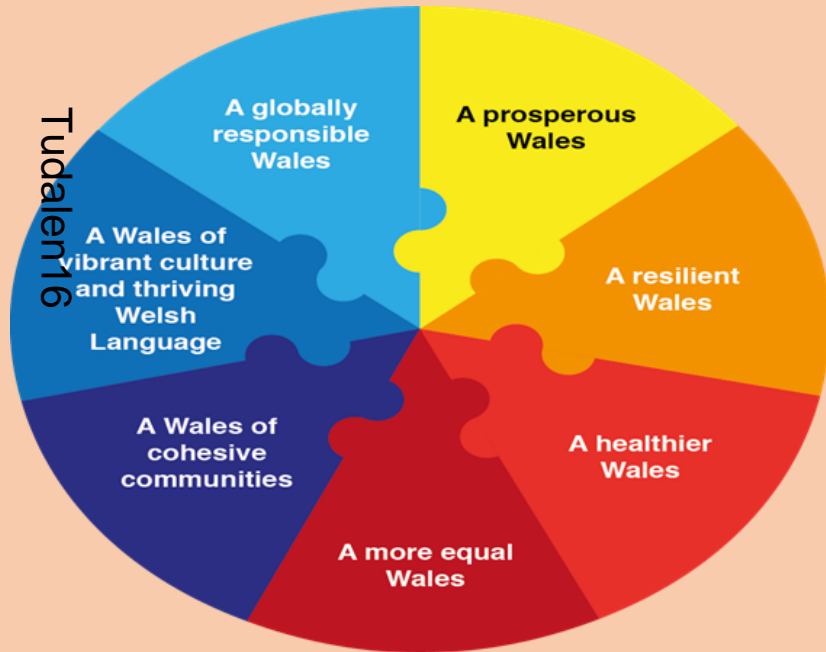 A globally
responsible
Wales
A prosperous
Wales
A resilient
Wales
A healthier
Wales
A more equal
Wales
A Wales of
cohesive
communities
A Wales of
vibrant culture
and thriving
Welsh
Language
Tudalen16